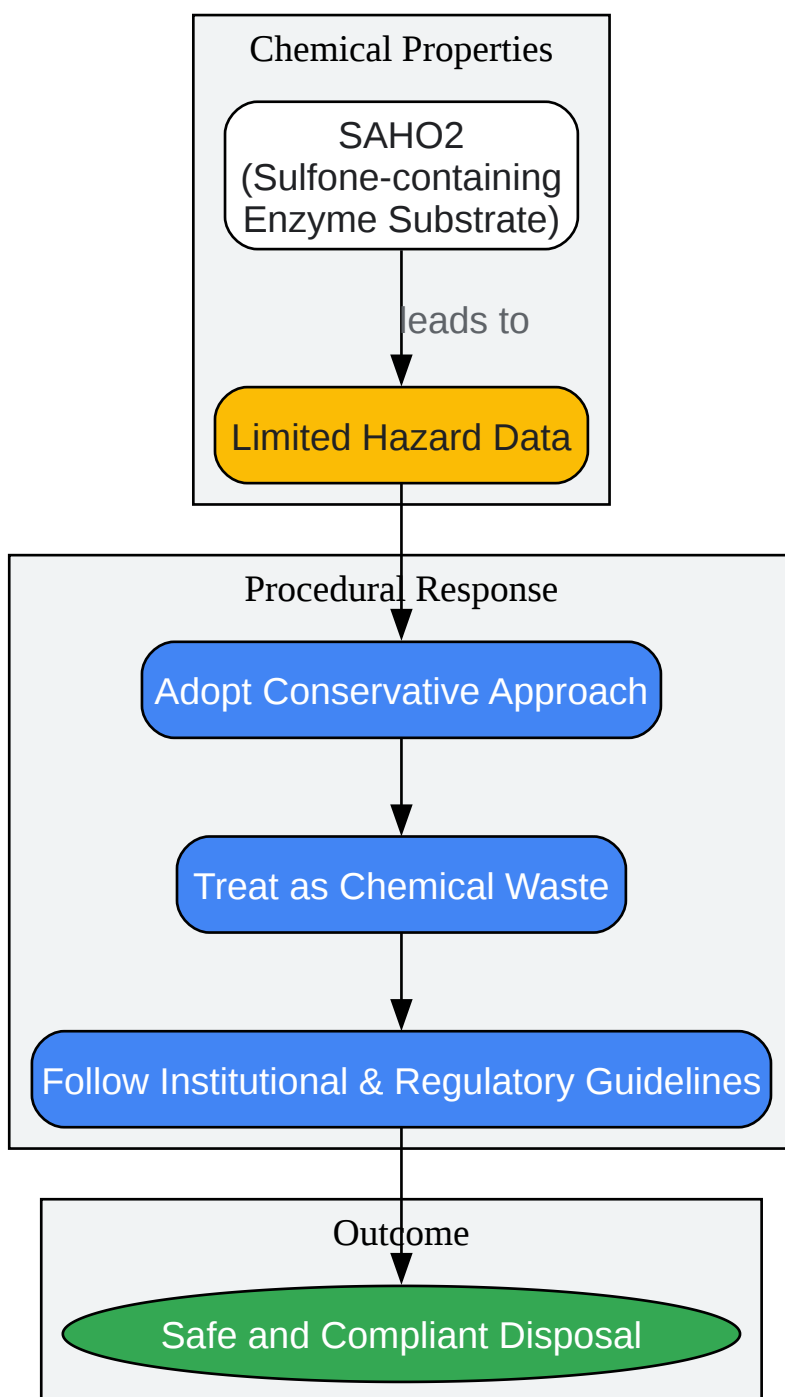 Chemical Properties
SAHO2
(Sulfone-containing
Enzyme Substrate)
leads to
Limited Hazard Data
Procedural Response
Adopt Conservative Approach
Treat as Chemical Waste
Follow Institutional & Regulatory Guidelines
Outcome
Safe and Compliant Disposal